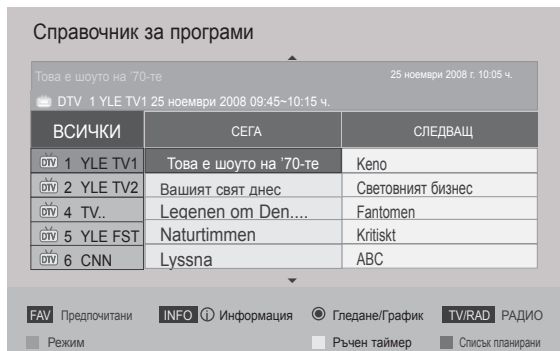 Справочник за програми
Това е шоуто на '70-те 25 ноември 2008 г. 10:05 ч.
DTV 1 YLE TV1 25 ноември 2008 09:45~10:15 ч.
ВСИЧКИ СЕГА СЛЕДВАЩ
DTV 1 YLE TV1 Това е шоуто на '70-те Keno
DTV 2 YLE TV2 Вашият свят днес Световният бизнес
DTV 4 TV.. Legenen om Den.... Fantomen
DTV 5 YLE FST Naturtimmen Kritiskt
DTV 6 CNN Lyssna ABC
FAV Предпочитани INFO i Информация Гледане/График TV/RAD РАДИО
Режим Ръчен таймер Списък планирани